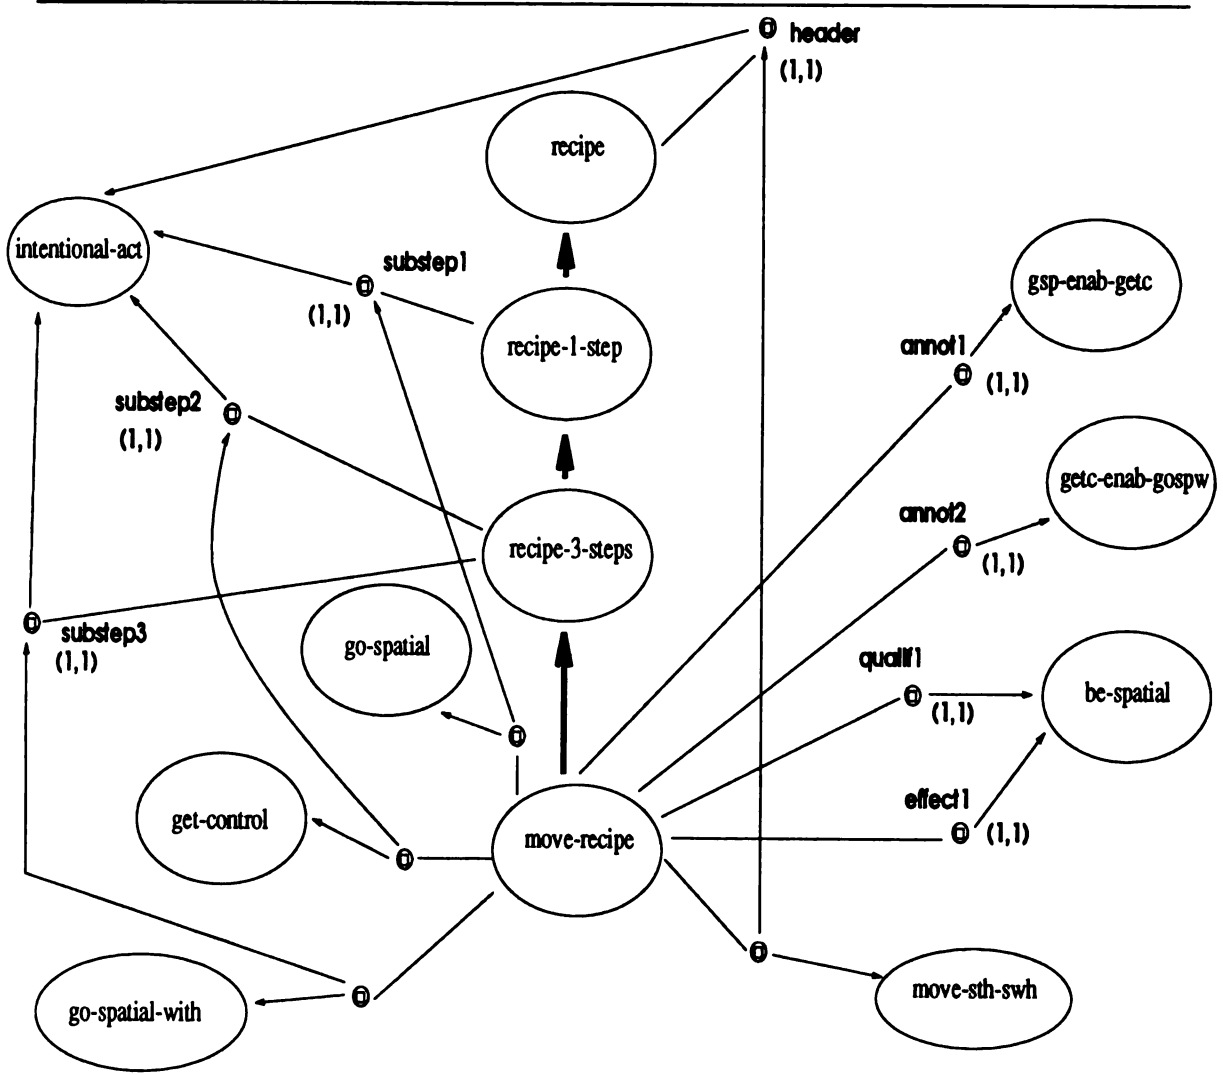 header
(1,1)
recipe
intentional-act
substep1
(1,1)
gsp-enab-getc
recipe-1-step
annot1
(1,1)
substep2
(1,1)
getc-enab-gospw
annot2
(1,1)
recipe-3-steps
substep3
(1,1)
go-spatial
qualif1
(1,1)
be-spatial
effect1
(1,1)
get-control
move-recipe
go-spatial-with
move-sth-swh